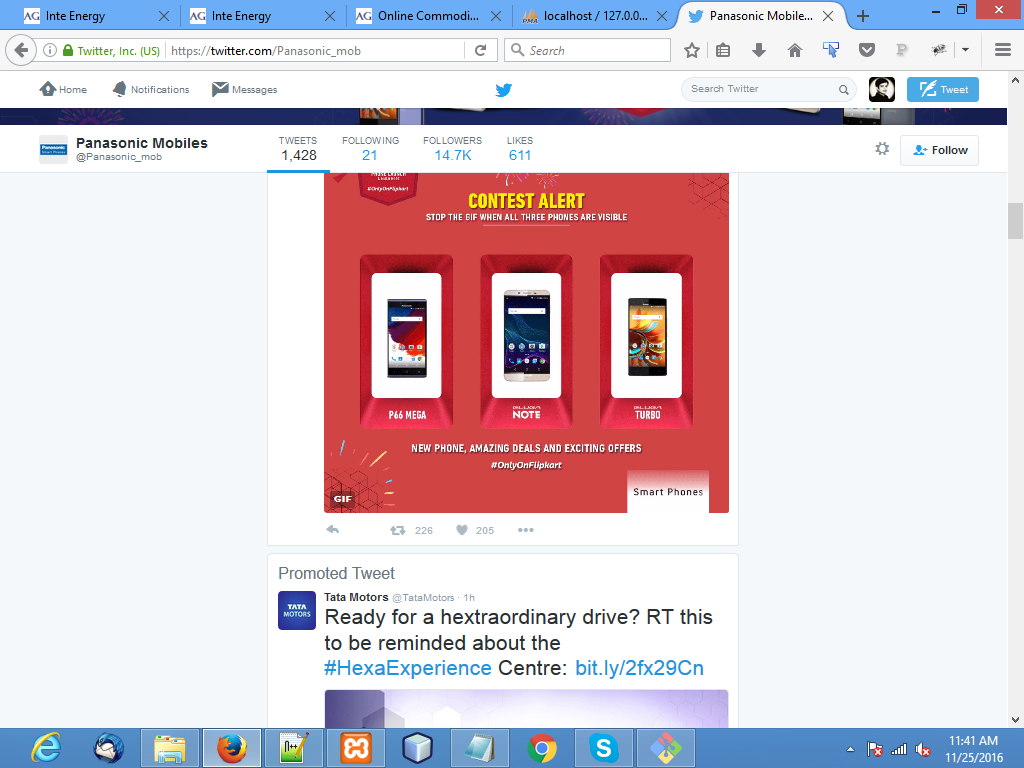 Inte Energy
Inte Energy
Online Commodi...
localhost / 127.0.0...
Panasonic Mobile...
Twitter, Inc. (US)
https://twitter.com/Panasonic_mob
Search
Home
Notifications
Messages
Search Twitter
Tweet
Panasonic Mobiles
@Panasonic_mob
TWEETS
1,428
FOLLOWING
21
FOLLOWERS
14.7K
LIKES
611
Follow
#OnlyOnFlipkart
CONTEST ALERT
STOP THE GIF WHEN ALL THREE PHONES ARE VISIBLE
P66 MEGA
ELUGA
NOTE
ELUGA
TURBO
NEW PHONE, AMAZING DEALS AND EXCITING OFFERS
#OnlyOnFlipkart
GIF
Smart Phones
226
205
Promoted Tweet
TATA
MOTORS
Tata Motors @TataMotors · 1h
Ready for a hextraordinary drive? RT this
to be reminded about the
#HexaExperience Centre: bit.ly/2fx29Cn
11:41 AM
11/25/2016